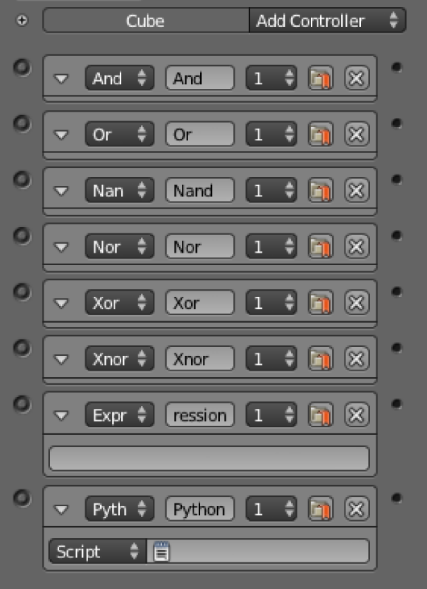 Cube Add Controller
And And 1
Or Or 1
Nan Nand 1
Nor Nor 1
Xor Xor 1
Xnor Xnor 1
Expr ression 1
Pyth Python 1
Script